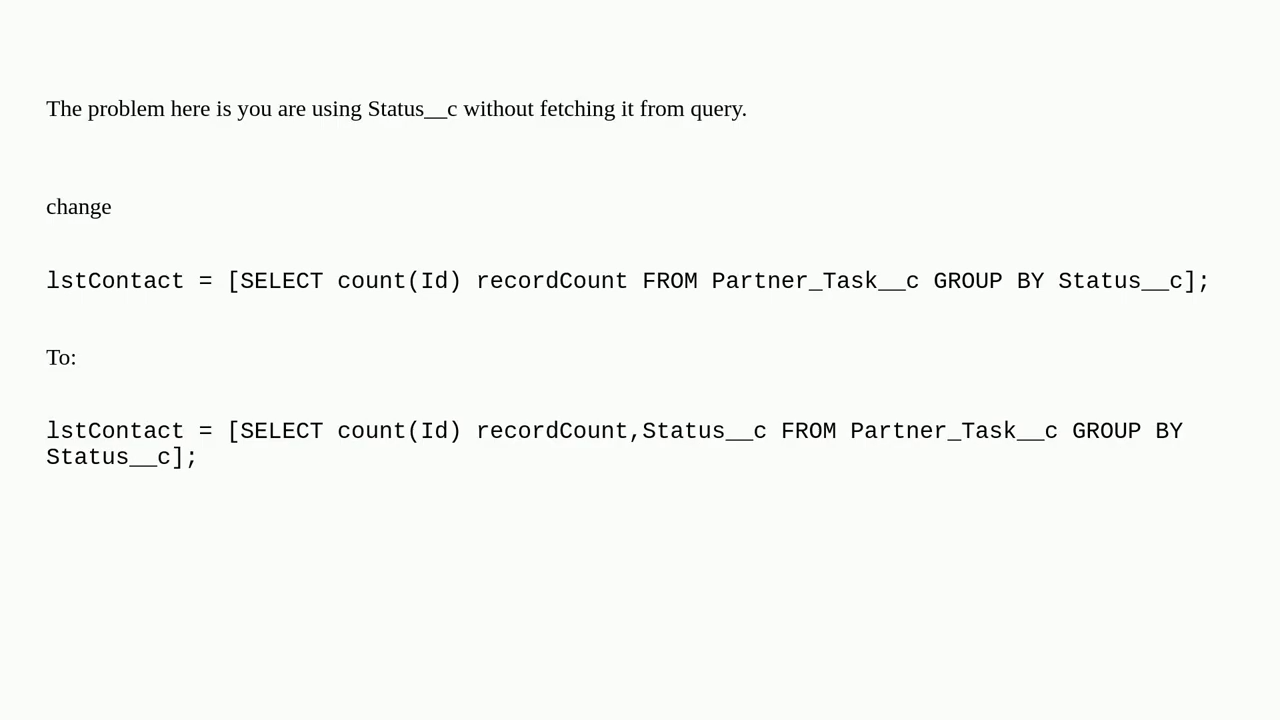 The problem here is you are using Status__c without fetching it from query.
change
lstContact = [SELECT count(Id) recordCount FROM Partner_Task__c GROUP BY Status__c];
To:
lstContact = [SELECT count(Id) recordCount,Status__c FROM Partner_Task__c GROUP BY
Status__c];